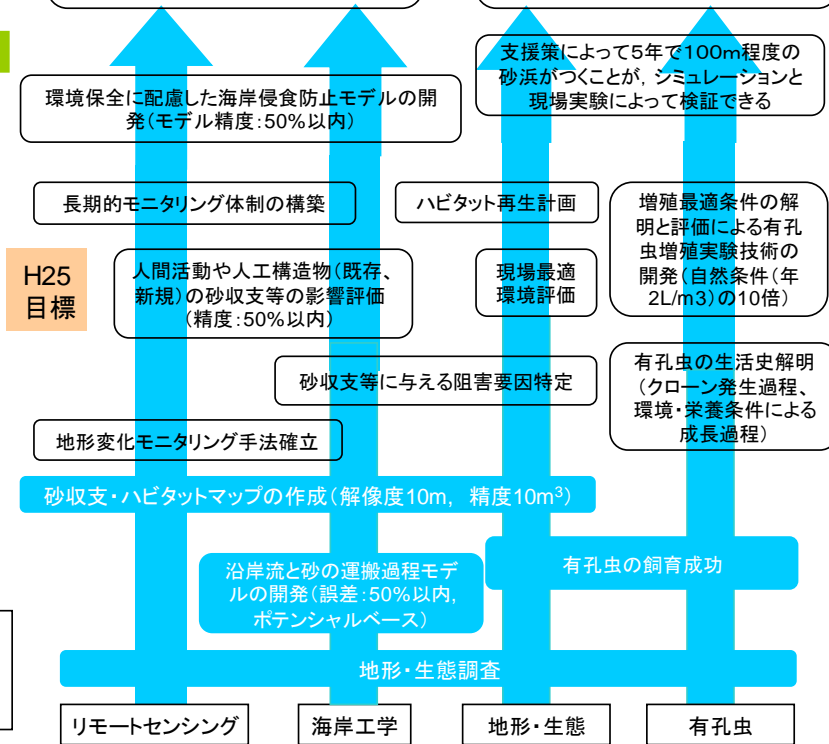 支援策によって5年で100m程度の
砂浜がつくことが，シミュレーションと
現場実験によって検証できる
環境保全に配慮した海岸侵食防止モデルの開
発（モデル精度：50%以内）
長期的モニタリング体制の構築
ハビタット再生計画
増殖最適条件の解
明と評価による有孔
虫増殖実験技術の
開発（自然条件（年
2L/m3）の10倍）
H25
目標
人間活動や人工構造物（既存、
新規）の砂収支等の影響評価
（精度：50%以内）
現場最適
環境評価
砂収支等に与える阻害要因特定
有孔虫の生活史解明
（クローン発生過程、
環境・栄養条件による
成長過程）
地形変化モニタリング手法確立
砂収支・ハビタットマップの作成（解像度10m，精度10m³）
沿岸流と砂の運搬過程モデ
ルの開発（誤差：50%以内，
ポテンシャルベース）
有孔虫の飼育成功
地形・生態調査
リモートセンシング
海岸工学
地形・生態
有孔虫